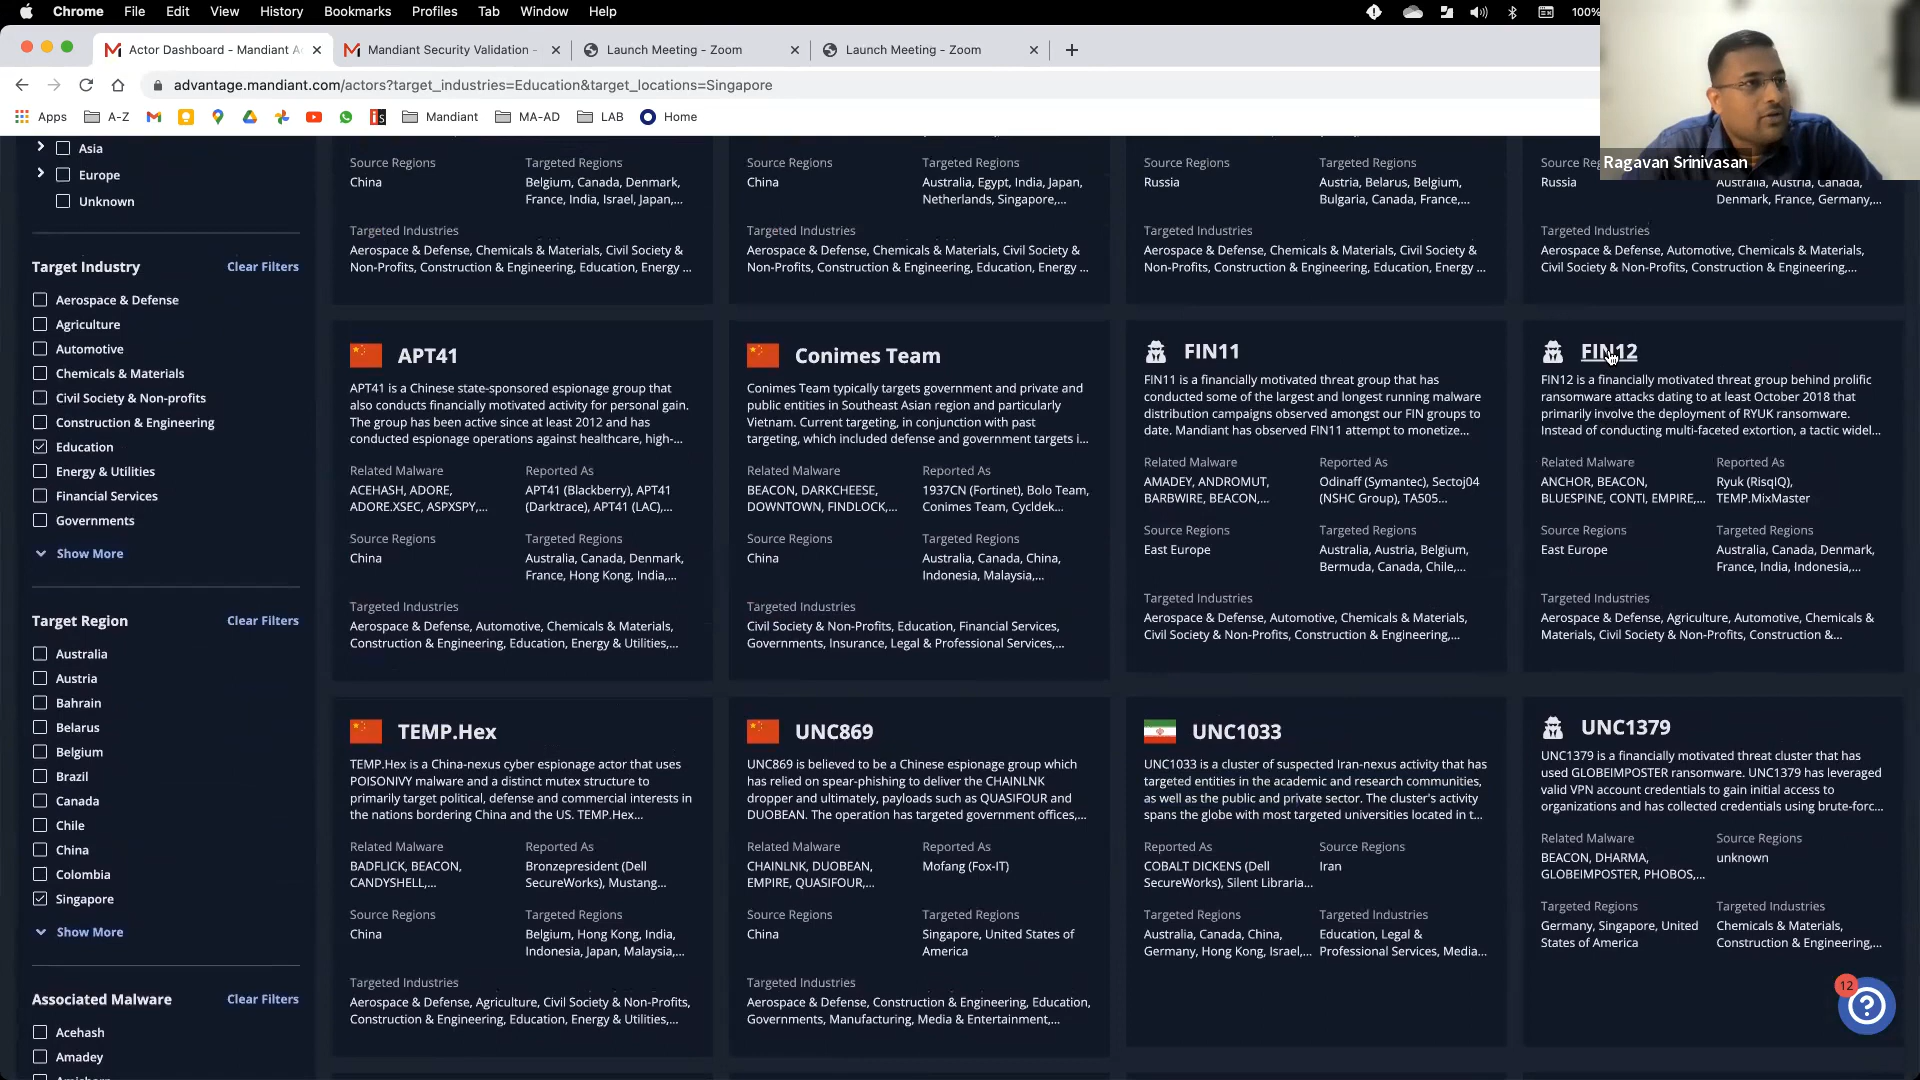 Chrome File Edit View History Bookmarks Profiles Tab Window Help 100%
Actor Dashboard - Mandiant A
Mandiant Security Validation -
Launch Meeting - Zoom
Launch Meeting - Zoom
advantage.mandiant.com/actors?target_industries=Education&target_locations=Singapore
Apps A-Z Mandiant MA-AD LAB Home
Ragavan Srinivasan
Asia
Europe
Unknown
Target Industry Clear Filters
Aerospace & Defense
Agriculture
Automotive
Chemicals & Materials
Civil Society & Non-profits
Construction & Engineering
Education
Energy & Utilities
Financial Services
Governments
Show More
Target Region Clear Filters
Australia
Austria
Bahrain
Belarus
Belgium
Brazil
Canada
Chile
China
Colombia
Singapore
Show More
Associated Malware Clear Filters
Acehash
Amadey
Source Regions
China
Targeted Regions
Belgium, Canada, Denmark,
France, India, Israel, Japan,...
Targeted Industries
Aerospace & Defense, Chemicals & Materials, Civil Society &
Non-Profits, Construction & Engineering, Education, Energy ...
Source Regions
China
Targeted Regions
Australia, Egypt, India, Japan,
Netherlands, Singapore,...
Targeted Industries
Aerospace & Defense, Chemicals & Materials, Civil Society &
Non-Profits, Construction & Engineering, Education, Energy ...
Source Regions
Russia
Targeted Regions
Austria, Belarus, Belgium,
Bulgaria, Canada, France,...
Targeted Industries
Aerospace & Defense, Chemicals & Materials, Civil Society &
Non-Profits, Construction & Engineering, Education, Energy ...
Source
Russia
Australia, Austria, Canada,
Denmark, France, Germany,...
Targeted Industries
Aerospace & Defense, Automotive, Chemicals & Materials,
Civil Society & Non-Profits, Construction & Engineering,...
APT41
APT41 is a Chinese state-sponsored espionage group that
also conducts financially motivated activity for personal gain.
The group has been active since at least 2012 and has
conducted espionage operations against healthcare, high-...
Related Malware
ACEHASH, ADORE,
ADORE.XSEC, ASPXSPY,...
Reported As
APT41 (Blackberry), APT41
(Darktrace), APT41 (LAC),...
Source Regions
China
Targeted Regions
Australia, Canada, Denmark,
France, Hong Kong, India,...
Targeted Industries
Aerospace & Defense, Automotive, Chemicals & Materials,
Construction & Engineering, Education, Energy & Utilities,...
Conimes Team
Conimes Team typically targets government and private and
public entities in Southeast Asian region and particularly
Vietnam. Current targeting, in conjunction with past
targeting, which included defense and government targets i...
Related Malware
BEACON, DARKCHEESE,
DOWNTOWN, FINDLOCK,...
Reported As
1937CN (Fortinet), Bolo Team,
Conimes Team, Cycldek...
Source Regions
China
Targeted Regions
Australia, Canada, China,
Indonesia, Malaysia,...
Targeted Industries
Civil Society & Non-Profits, Education, Financial Services,
Governments, Insurance, Legal & Professional Services,...
FIN11
FIN11 is a financially motivated threat group that has
conducted some of the largest and longest running malware
distribution campaigns observed amongst our FIN groups to
date. Mandiant has observed FIN11 attempt to monetize...
Related Malware
AMADEY, ANDROMUT,
BARBWIRE, BEACON,...
Reported As
Odinaff (Symantec), Sectoj04
(NSHC Group), TA505...
Source Regions
East Europe
Targeted Regions
Australia, Austria, Belgium,
Bermuda, Canada, Chile,...
Targeted Industries
Aerospace & Defense, Automotive, Chemicals & Materials,
Civil Society & Non-Profits, Construction & Engineering,...
FIN12
FIN12 is a financially motivated threat group behind prolific
ransomware attacks dating to at least October 2018 that
primarily involve the deployment of RYUK ransomware.
Instead of conducting multi-faceted extortion, a tactic widel...
Related Malware
ANCHOR, BEACON,
BLUESPINE, CONTI, EMPIRE,...
Reported As
Ryuk (RisqIQ),
TEMP.MixMaster
Source Regions
East Europe
Targeted Regions
Australia, Canada, Denmark,
France, India, Indonesia,...
Targeted Industries
Aerospace & Defense, Agriculture, Automotive, Chemicals &
Materials, Civil Society & Non-Profits, Construction &...
TEMP.Hex
TEMP.Hex is a China-nexus cyber espionage actor that uses
POISONIVY malware and a distinct mutex structure to
primarily target political, defense and commercial interests in
the nations bordering China and the US. TEMP.Hex...
Related Malware
BADFLICK, BEACON,
CANDYSHELL,...
Reported As
Bronzepresident (Dell
SecureWorks), Mustang...
Source Regions
China
Targeted Regions
Belgium, Hong Kong, India,
Indonesia, Japan, Malaysia,...
Targeted Industries
Aerospace & Defense, Agriculture, Civil Society & Non-Profits,
Construction & Engineering, Education, Energy & Utilities,...
UNC869
UNC869 is believed to be a Chinese espionage group which
has relied on spear-phishing to deliver the CHAINLNK
dropper and ultimately, payloads such as QUASIFOUR and
DUOBEAN. The operation has targeted government offices,...
Related Malware
CHAINLNK, DUOBEAN,
EMPIRE, QUASIFOUR,...
Reported As
Mofang (Fox-IT)
Source Regions
China
Targeted Regions
Singapore, United States of
America
Targeted Industries
Aerospace & Defense, Construction & Engineering, Education,
Governments, Manufacturing, Media & Entertainment,...
UNC1033
UNC1033 is a cluster of suspected Iran-nexus activity that has
targeted entities in the academic and research communities,
as well as the public and private sector. The cluster's activity
spans the globe with most targeted universities located in t...
Reported As
COBALT DICKENS (Dell
SecureWorks), Silent Libraria...
Source Regions
Iran
Targeted Regions
Australia, Canada, China,
Germany, Hong Kong, Israel,...
Targeted Industries
Education, Legal &
Professional Services, Media...
UNC1379
UNC1379 is a financially motivated threat cluster that has
used GLOBEIMPOSTER ransomware. UNC1379 has leveraged
valid VPN account credentials to gain initial access to
organizations and has collected credentials using brute-forc...
Related Malware
BEACON, DHARMA,
GLOBEIMPOSTER, PHOBOS,...
Source Regions
unknown
Targeted Regions
Germany, Singapore, United
States of America
Targeted Industries
Chemicals & Materials,
Construction & Engineering,...
12